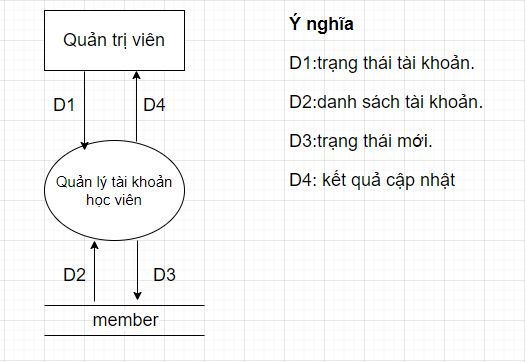 Quản trị viên
D1
D4
Quản lý tài khoản
học viên
D2
D3
member
Ý nghĩa
D1:trạng thái tài khoản.
D2:danh sách tài khoản.
D3:trạng thái mới.
D4: kết quả cập nhật